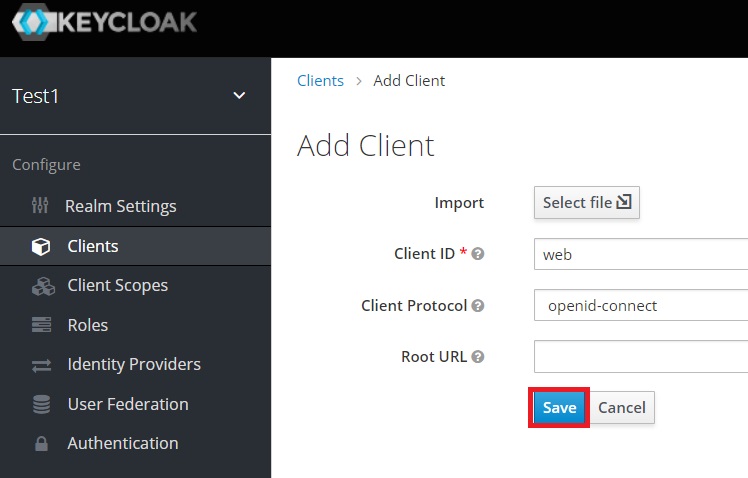 KEYCLOAK
Test1
Configure
Realm Settings
Clients
Client Scopes
Roles
Identity Providers
User Federation
Authentication
Clients > Add Client
Add Client
Import Select file
Client ID * web
Client Protocol openid-connect
Root URL
Save Cancel